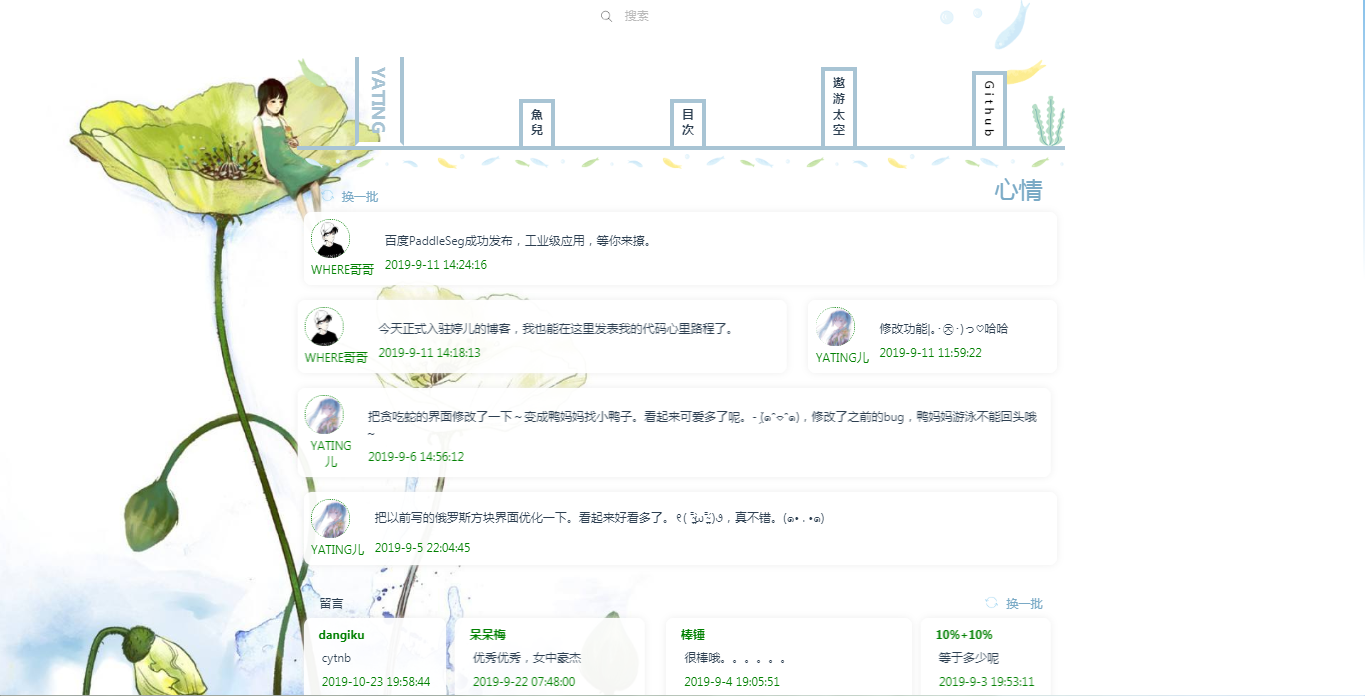 搜索
YATING
魚兒
目次
遨游太空
Github
换一批
心情
百度PaddleSeg成功发布，工业级应用，等你来撩。
WHERE哥哥 2019-9-11 14:24:16
今天正式入驻婷儿的博客，我也能在这里发表我的代码心里路程了。
WHERE哥哥 2019-9-11 14:18:13
修改功能|｡･㉨･)っ♡哈哈
YATING儿 2019-9-11 11:59:22
把贪吃蛇的界面修改了一下～变成鸭妈妈找小鸭子。看起来可爱多了呢。- ʃ(๑ˆᴗˆ๑)，修改了之前的bug，鸭妈妈游泳不能回头哦
~
YATING
儿
2019-9-6 14:56:12
把以前写的俄罗斯方块界面优化一下。看起来好看多了。，真不错。(๑• . •๑)
YATING儿 2019-9-5 22:04:45
留言
换一批
dangiku
cytnb
2019-10-23 19:58:44
呆呆梅
优秀优秀，女中豪杰
2019-9-22 07:48:00
棒锤
很棒哦。。。。。。
2019-9-4 19:05:51
10%+10%
等于多少呢
2019-9-3 19:53:11